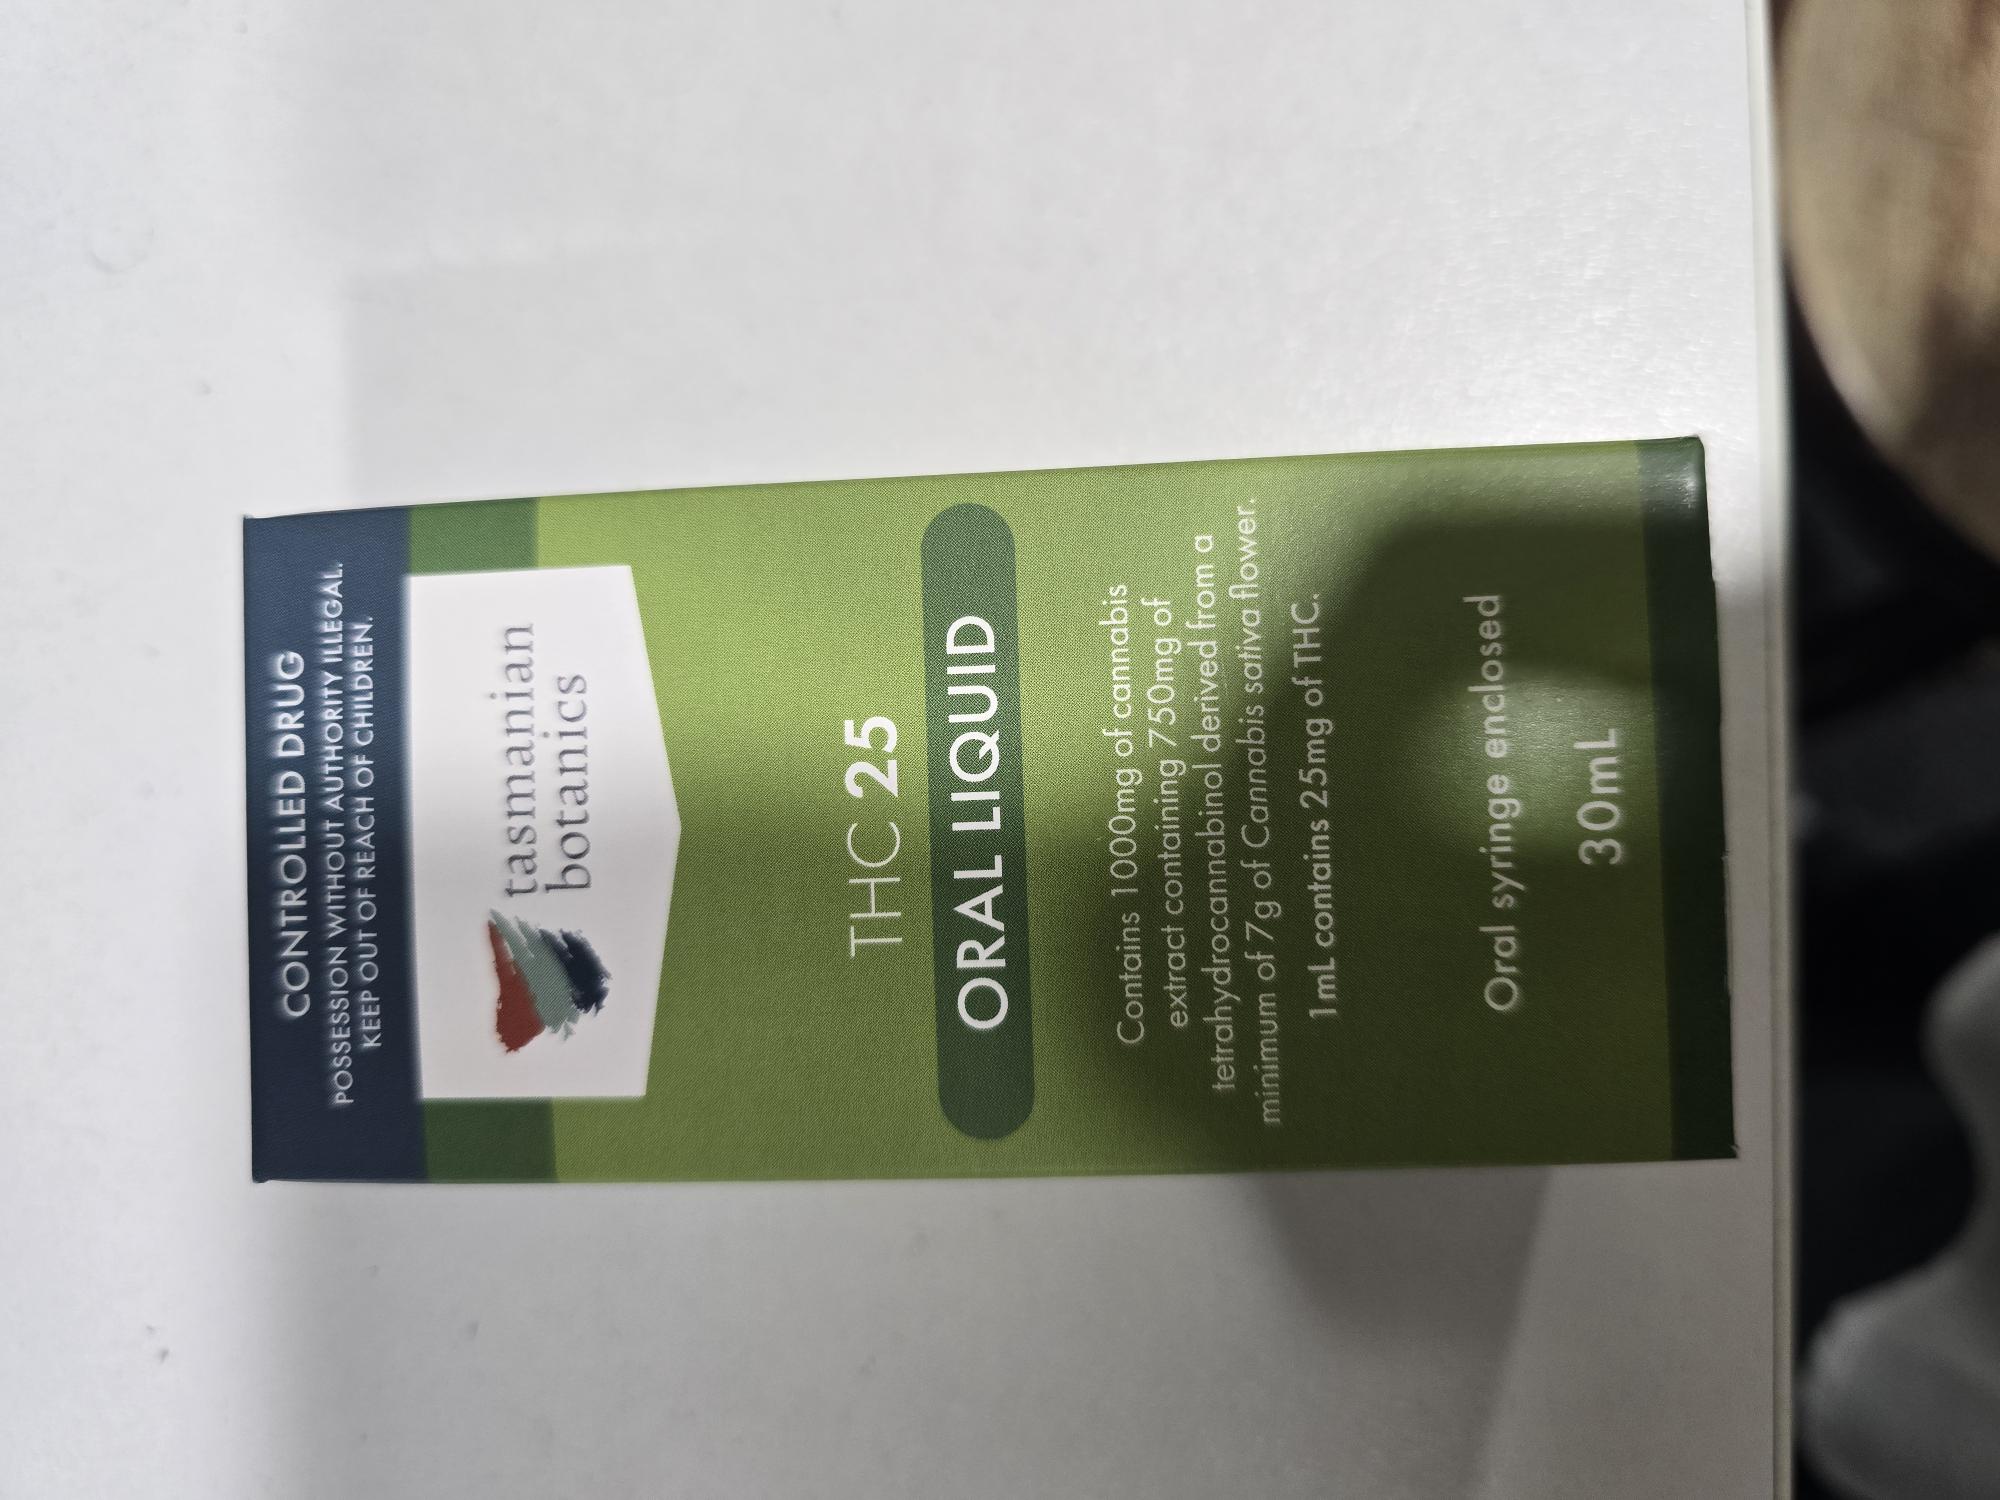 CONTROLLED DRUG
POSSESSION WITHOUT AUTHORITY ILLEGAL.
KEEP OUT OF REACH OF CHILDREN.
tasmanian
botanics
THC 25
ORAL LIQUID
Contains 1000mg of cannabis
extract containing 750mg of
tetrahydrocannabinol derived from a
minimum of 7g of Cannabis sativa flower.
1mL contains 25mg of THC.
Oral syringe enclosed
30mL